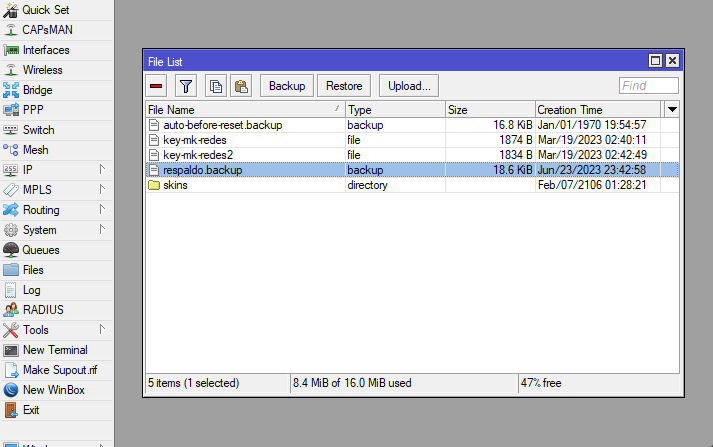 Quick Set
CAPsMAN
Interfaces
Wireless
Bridge
PPP
Switch
Mesh
IP
MPLS
Routing
System
Queues
Files
Log
RADIUS
Tools
New Terminal
Make Supout.rif
New WinBox
Exit
File List
Backup Restore Upload... Find
File Name Type Size Creation Time
auto-before-reset.backup backup 16.8 KiB Jan/01/1970 19:54:57
key-mk-redes file 1874 B Mar/19/2023 02:40:11
key-mk-redes2 file 1834 B Mar/19/2023 02:42:49
respaldo.backup backup 18.6 KiB Jun/23/2023 23:42:58
skins directory Feb/07/2106 01:28:21
5 items (1 selected) 8.4 MiB of 16.0 MiB used 47% free